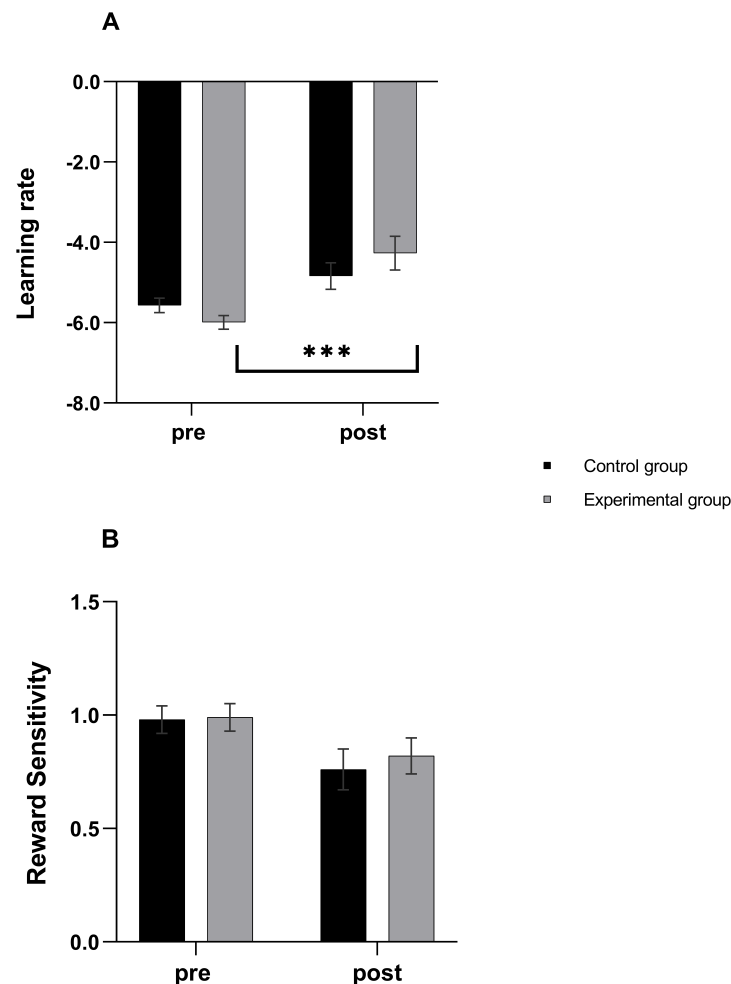 A
0.0
-2.0
-4.0
-6.0
-8.0
Learning rate
***
pre post
Control group
Experimental group
B
1.5
1.0
0.5
0.0
Reward Sensitivity
pre post